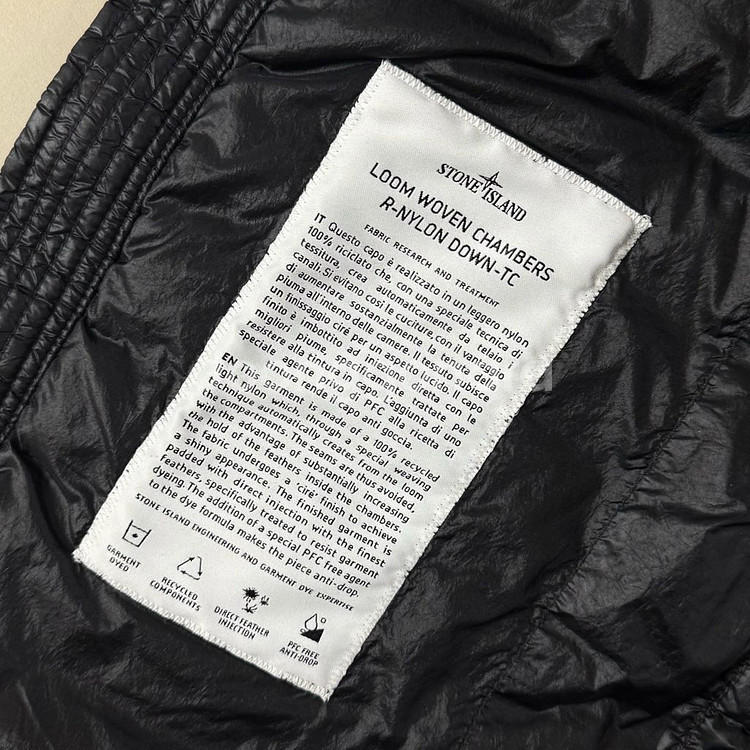 STONE ISLAND
LOOM WOVEN CHAMBERS
R-NYLON DOWN-TC
FABRIC RESEARCH AND TREATMENT
IT Questo capo è realizzato in un leggero nylon
100% riciclato che, con una speciale tecnica di
tessitura, crea automaticamente da telaio i
canali. Si evitano così le cuciture, con il vantaggio
di aumentare sostanzialmente la tenuta della
piuma all'interno delle camere. Il tessuto subisce
un finissaggio ciré per un aspetto lucido. Il capo
finito è imbottito ad iniezione diretta con le
migliori piume, specificamente trattate per
resistere alla tintura in capo. L'aggiunta di uno
speciale agente privo di PFC alla ricetta di
tintura rende il capo anti goccia.
EN This garment is made of a 100% recycled
light nylon which, through a special weaving
technique automatically creates from the loom
the compartments. The seams are thus avoided,
with the advantage of substantially increasing
the hold of the feathers inside the chambers.
The fabric undergoes a 'ciré' finish to achieve
a shiny appearance. The finished garment is
padded with direct injection with the finest
feathers, specifically treated to resist garment
dyeing. The addition of a special PFC free agent
to the dye formula makes the piece anti-drop.
STONE ISLAND ENGINEERING AND GARMENT DYE EXPERTISE
GARMENT
DYED
RECYCLED
COMPONENTS
DIRECT FEATHER
INJECTION
PFC FREE
ANTI-DROP